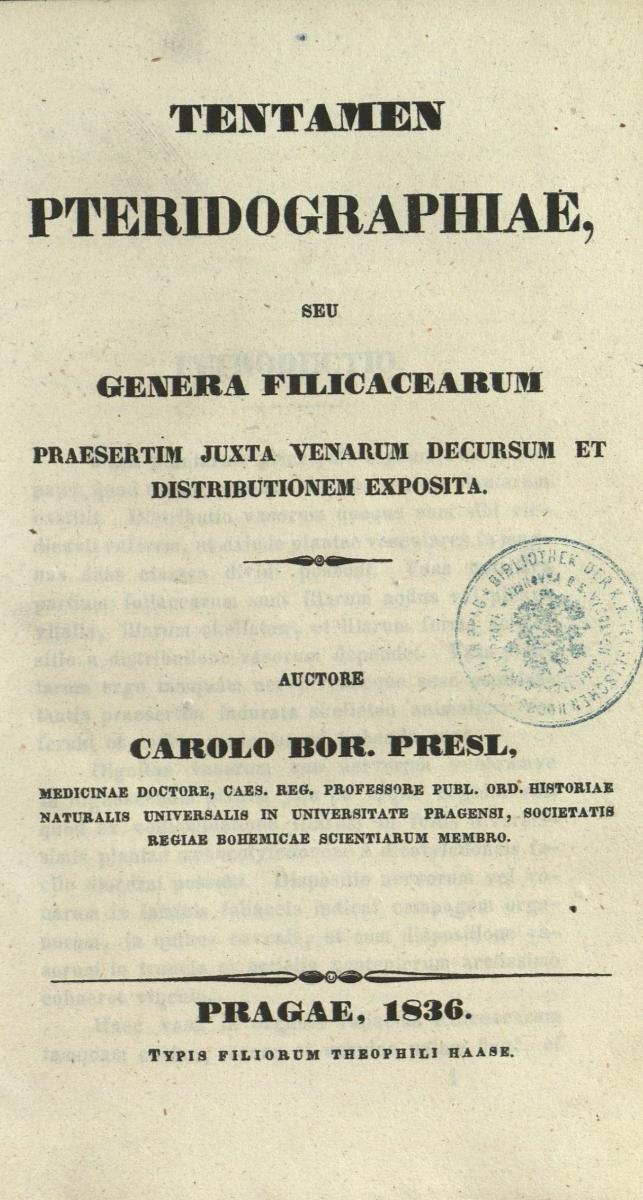 TENTAMEN
PTERIDOGRAPHIAE,
SEU
GENERA FILICACEARUM
PRAESERTIM JUXTA VENARUM DECURSUM ET
DISTRIBUTIONEM EXPOSITA.
BIBLIOTHEK DER K. K.
AUCTORE
CAROLO BOR. PRESL,
MEDICINAE DOCTORE, CAES. REG. PROFESSORE PUBL. ORD. HISTORIAE
NATURALIS UNIVERSALIS IN UNIVERSITATE PRAGENSI, SOCIETATIS
REGIAE BOHEMICAE SCIENTIARUM MEMBRO.
PRAGAE, 1836.
TYPIS FILIORUM THEOPHILI HAASE.